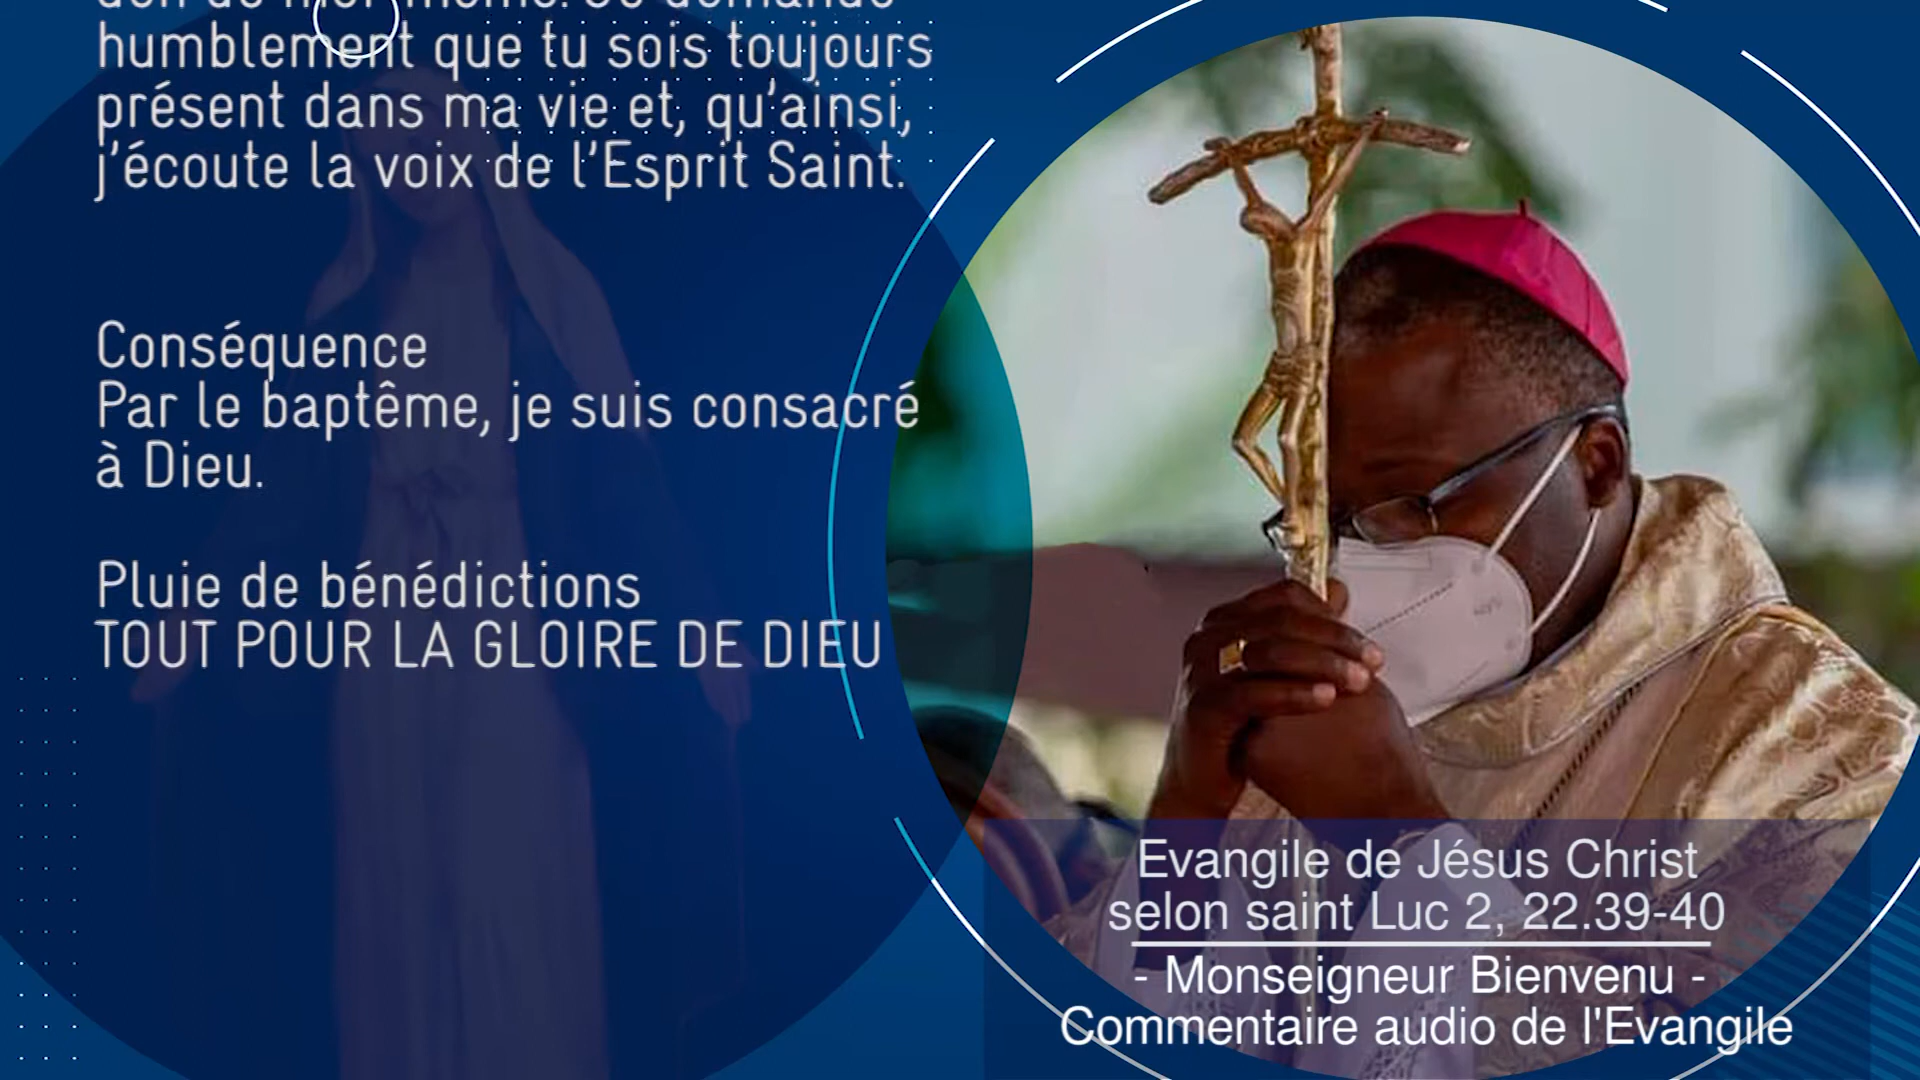 humblement que tu sois toujours
présent dans ma vie et, qu'ainsi,
j'écoute la voix de l'Esprit Saint.
Conséquence
Par le baptême, je suis consacré
à Dieu.
Pluie de bénédictions
TOUT POUR LA GLOIRE DE DIEU
Evangile de Jésus Christ
selon saint Luc 2, 22.39-40
- Monseigneur Bienvenu -
Commentaire audio de l'Evangile